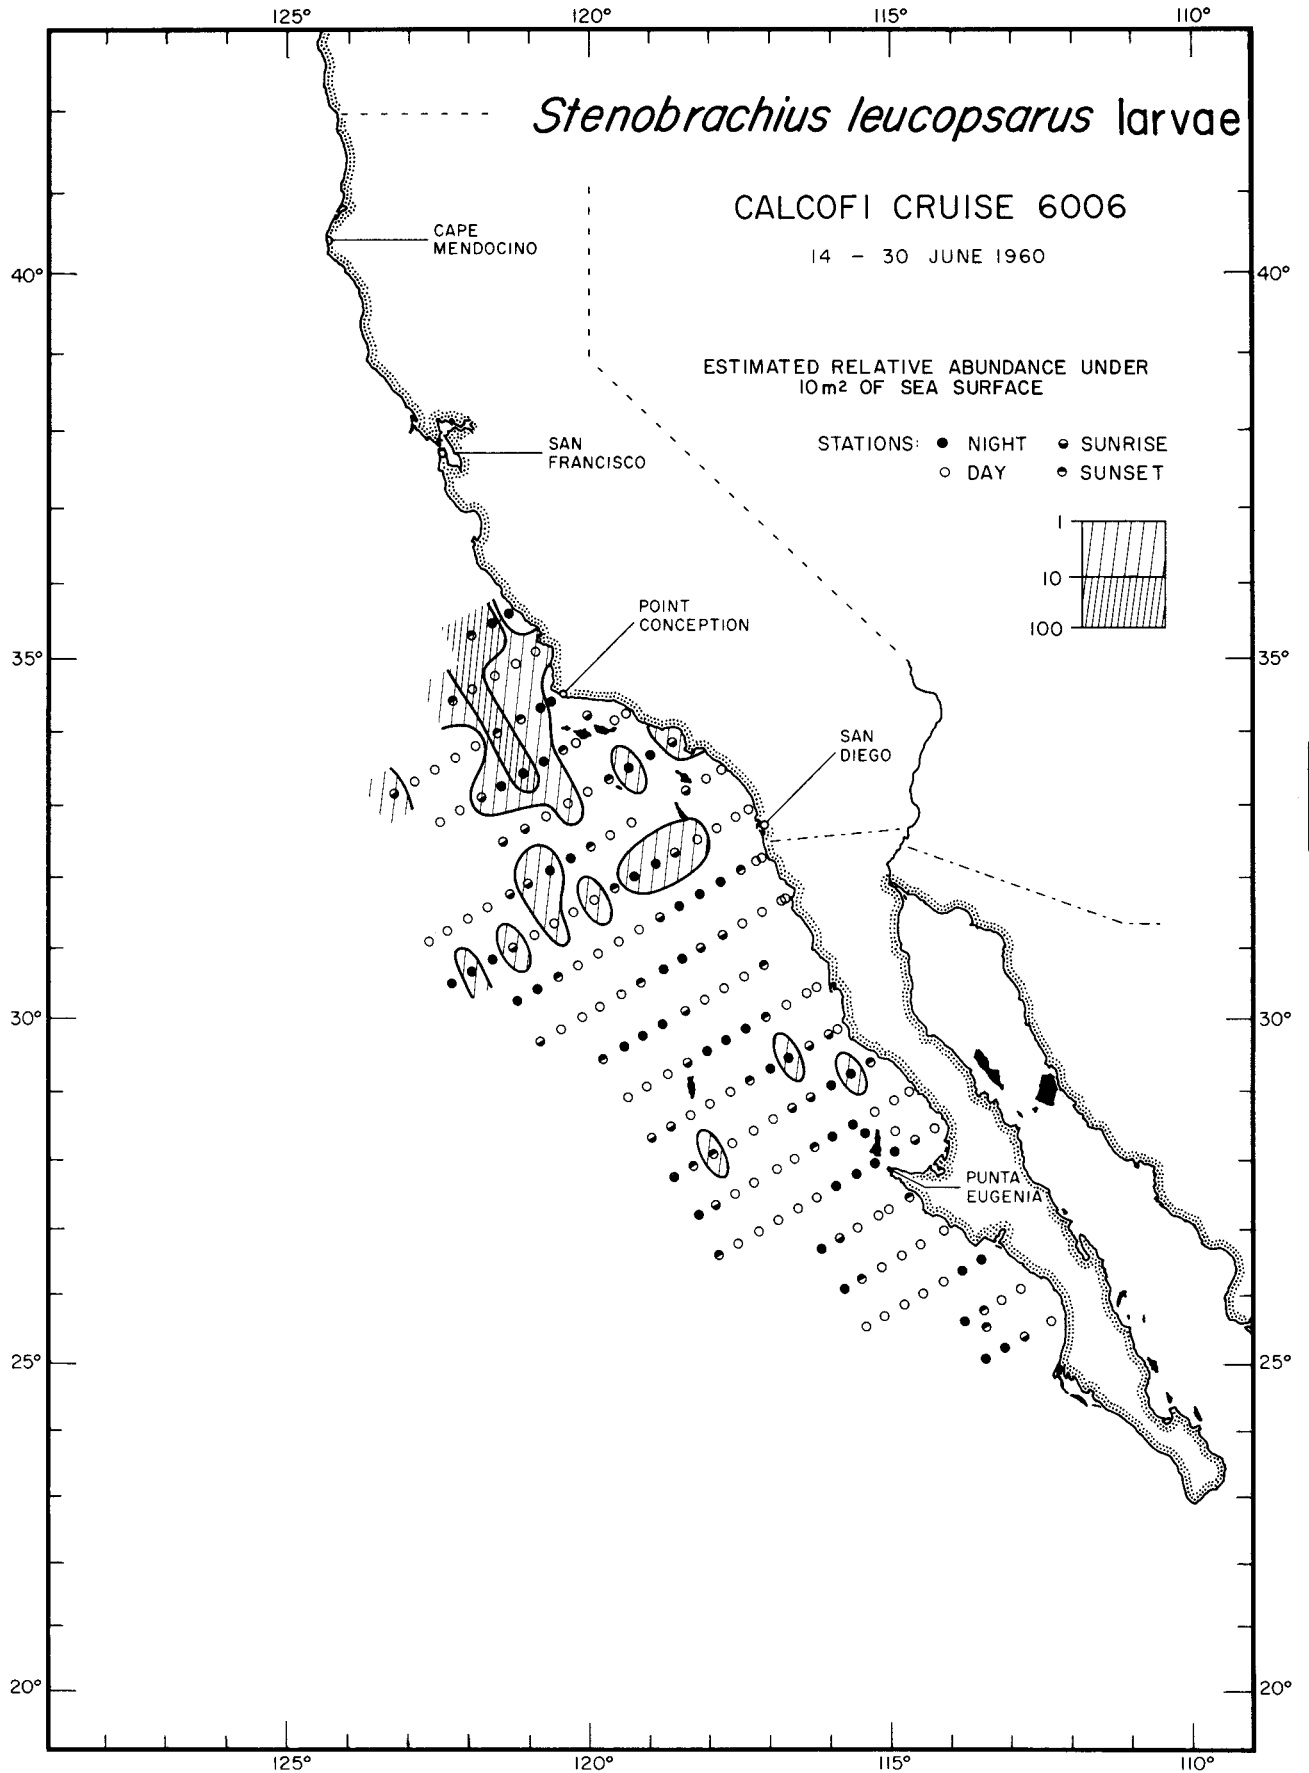 125° 120° 115° 110°
Stenobrachius leucopsarus larvae
CALCOFI CRUISE 6006
14 – 30 JUNE 1960
CAPE
MENDOCINO
40° 40°
ESTIMATED RELATIVE ABUNDANCE UNDER
10m2 OF SEA SURFACE
STATIONS: NIGHT SUNRISE
DAY SUNSET
SAN
FRANCISCO
1
10
100
POINT
CONCEPTION
35° 35°
SAN
DIEGO
30° 30°
PUNTA
EUGENIA
25° 25°
20° 20°
125° 120° 115° 110°